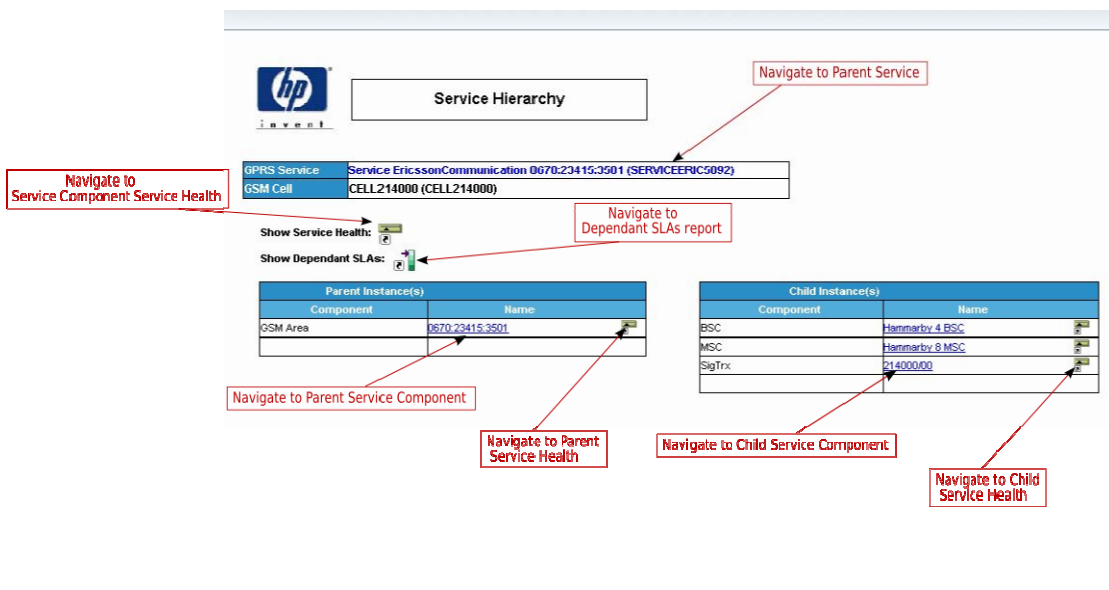 Navigate to Parent Service
hp
invent
Service Hierarchy
GPRS Service Service EricssonCommunication 0670:23415:3501 (SERVICEERIC5092)
GSM Cell CELL214000 (CELL214000)
Navigate to
Service Component Service Health
Navigate to
Dependant SLAs report
Show Service Health:
Show Dependant SLAs:
Parent Instance(s)
Component Name
GSM Area 0670:23415:3501
Child Instance(s)
Component Name
BSC Hammarby 4 BSC
MSC Hammarby 8 MSC
SigTrx 214000/00
Navigate to Parent Service Component
Navigate to Parent
Service Health
Navigate to Child Service Component
Navigate to Child
Service Health